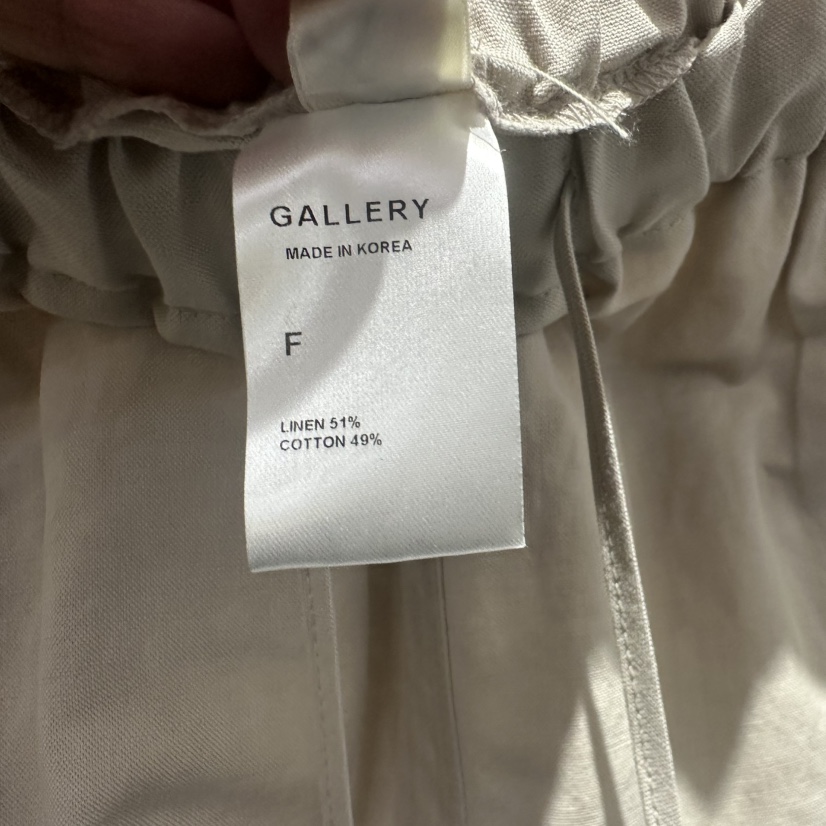 GALLERY
MADE IN KOREA
F
LINEN 51%
COTTON 49%